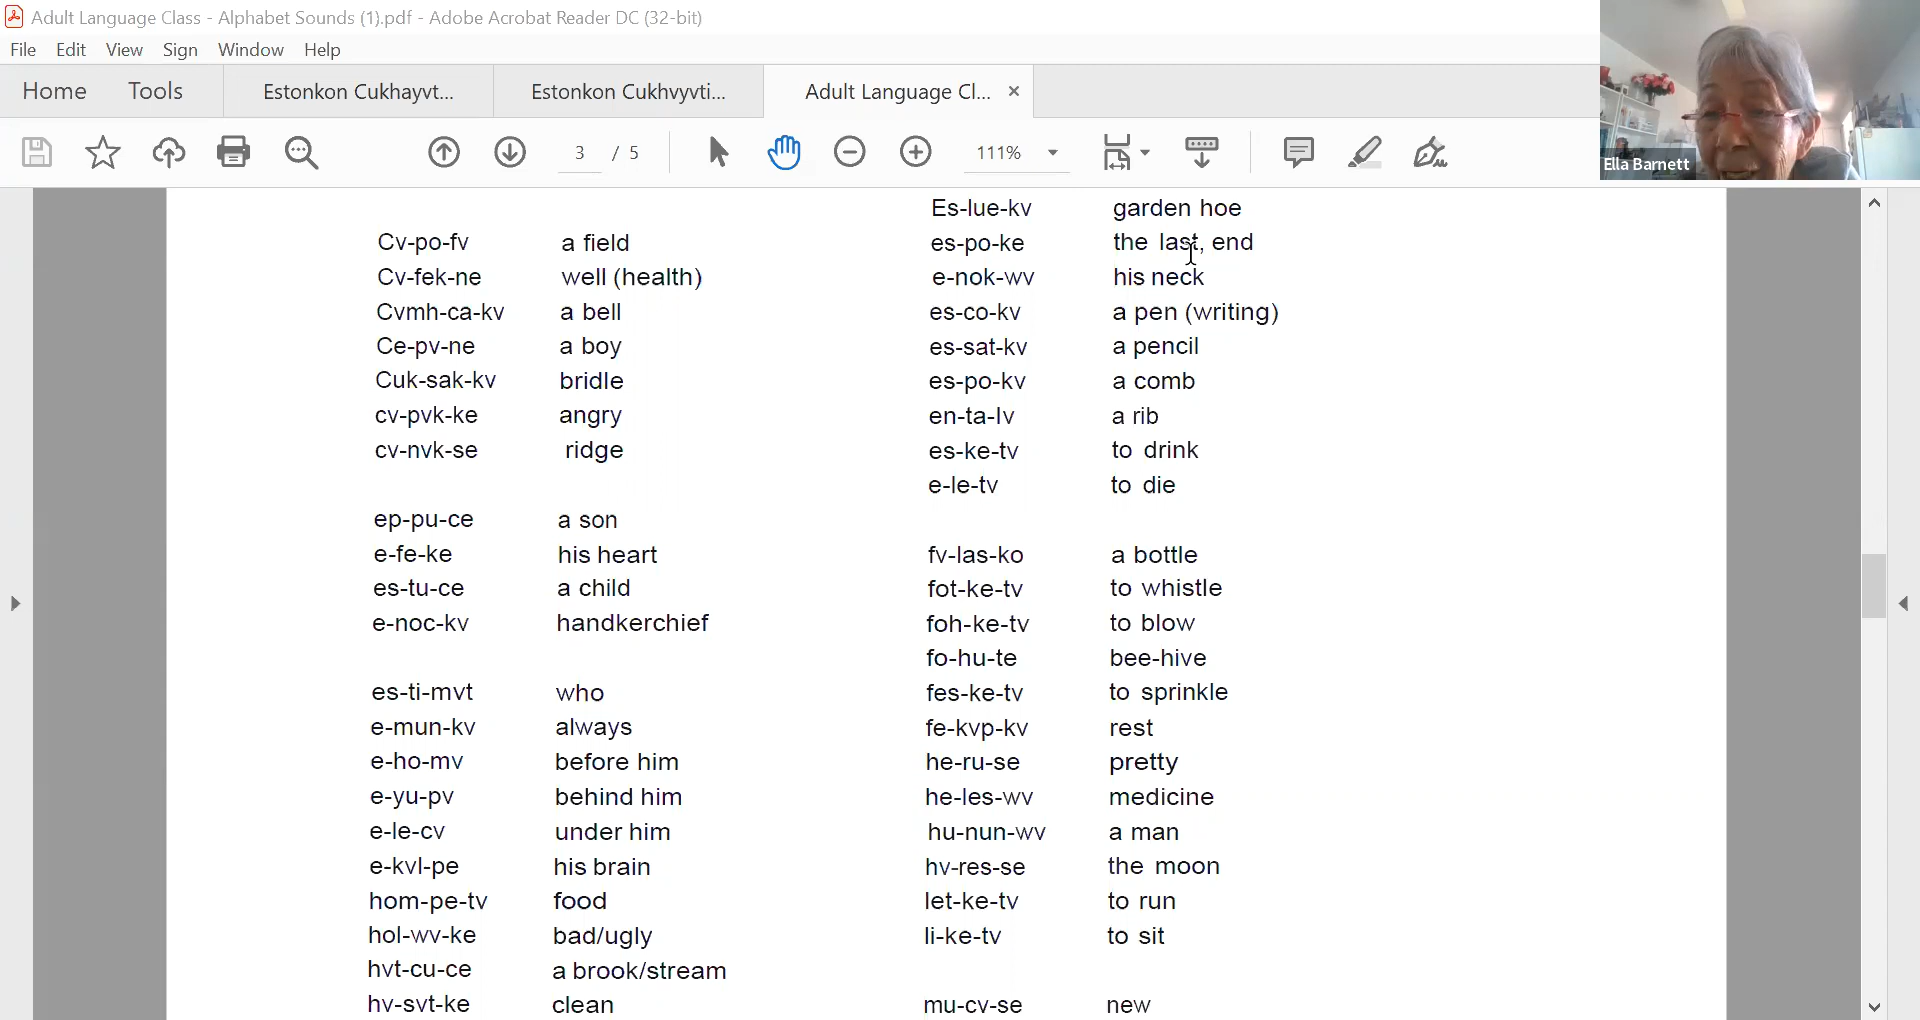 Adult Language Class - Alphabet Sounds (1).pdf - Adobe Acrobat Reader DC (32-bit)
File Edit View Sign Window Help
Home Tools Estonkon Cukhayvt... Estonkon Cukhvyvti... Adult Language Cl... ×
3 / 5 111%
Ella Barnett
Es-lue-kv garden hoe
Cv-po-fv a field es-po-ke the last, end
Cv-fek-ne well (health) e-nok-wv his neck
Cvmh-ca-kv a bell es-co-kv a pen (writing)
Ce-pv-ne a boy es-sat-kv a pencil
Cuk-sak-kv bridle es-po-kv a comb
cv-pvk-ke angry en-ta-lv a rib
cv-nvk-se ridge es-ke-tv to drink
e-le-tv to die
ep-pu-ce a son
e-fe-ke his heart fv-las-ko a bottle
es-tu-ce a child fot-ke-tv to whistle
e-noc-kv handkerchief foh-ke-tv to blow
fo-hu-te bee-hive
es-ti-mvt who fes-ke-tv to sprinkle
e-mun-kv always fe-kvp-kv rest
e-ho-mv before him he-ru-se pretty
e-yu-pv behind him he-les-wv medicine
e-le-cv under him hu-nun-wv a man
e-kvl-pe his brain hv-res-se the moon
hom-pe-tv food let-ke-tv to run
hol-wv-ke bad/ugly li-ke-tv to sit
hvt-cu-ce a brook/stream
hv-svt-ke clean mu-cv-se new